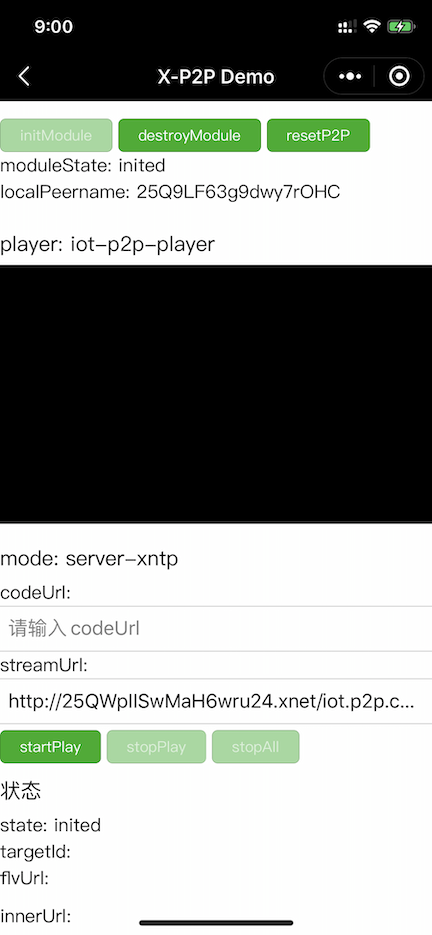 9:00
X-P2P Demo
initModule destroyModule resetP2P
moduleState: inited
localPeername: 25Q9LF63g9dwy7rOHC
player: iot-p2p-player
mode: server-xntp
codeUrl:
请输入 codeUrl
streamUrl:
http://25QWpIISwMaH6wru24.xnet/iot.p2p.c...
startPlay stopPlay stopAll
状态
state: inited
targetId:
flvUrl:
innerUrl: